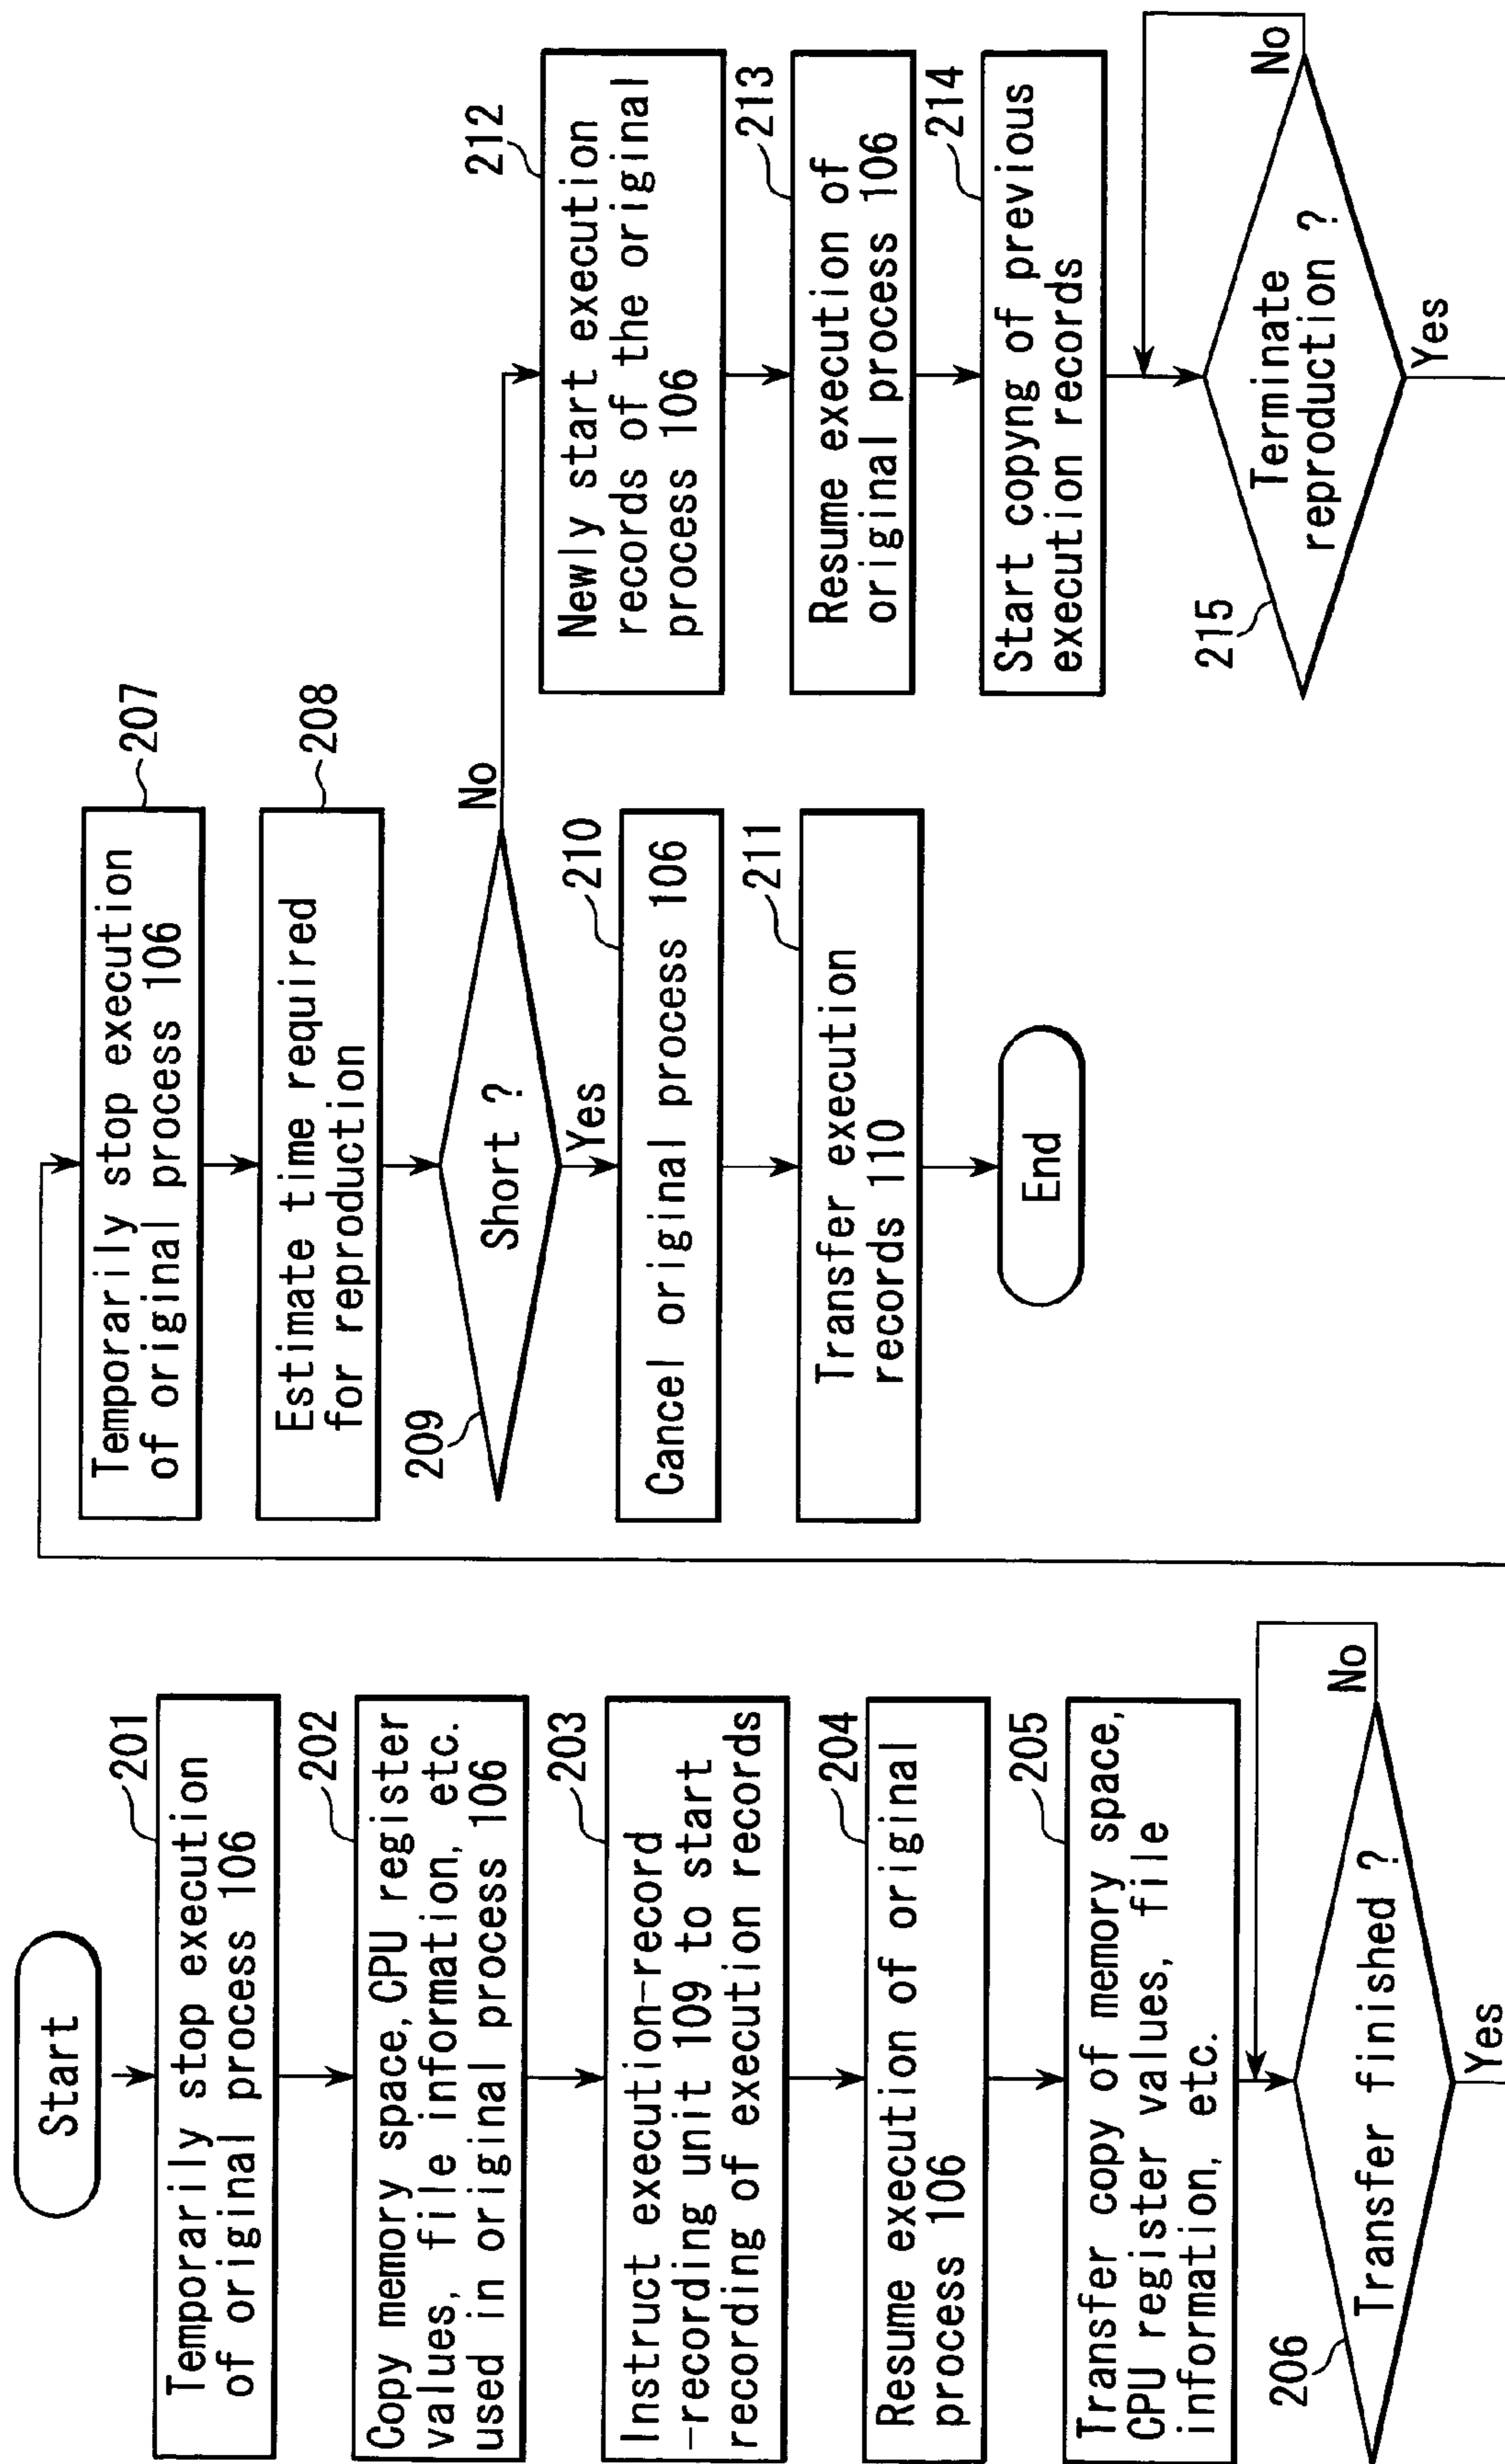 Start
201
Temporarily stop execution
of original process 106
202
Copy memory space, CPU register
values, file information, etc.
used in original process 106
203
Instruct execution-record
-recording unit 109 to start
recording of execution records
204
Resume execution of original
process 106
205
Transfer copy of memory space,
CPU register values, file
information, etc.
206
Transfer finished ?
No
Yes
207
Temporarily stop execution
of original process 106
208
Estimate time required
for reproduction
209
Short ?
No
Yes
210
Cancel original process 106
211
Transfer execution
records 110
End
212
Newly start execution
records of the original
process 106
213
Resume execution of
original process 106
214
Start copyng of previous
execution records
215
Terminate
reproduction ?
No
Yes